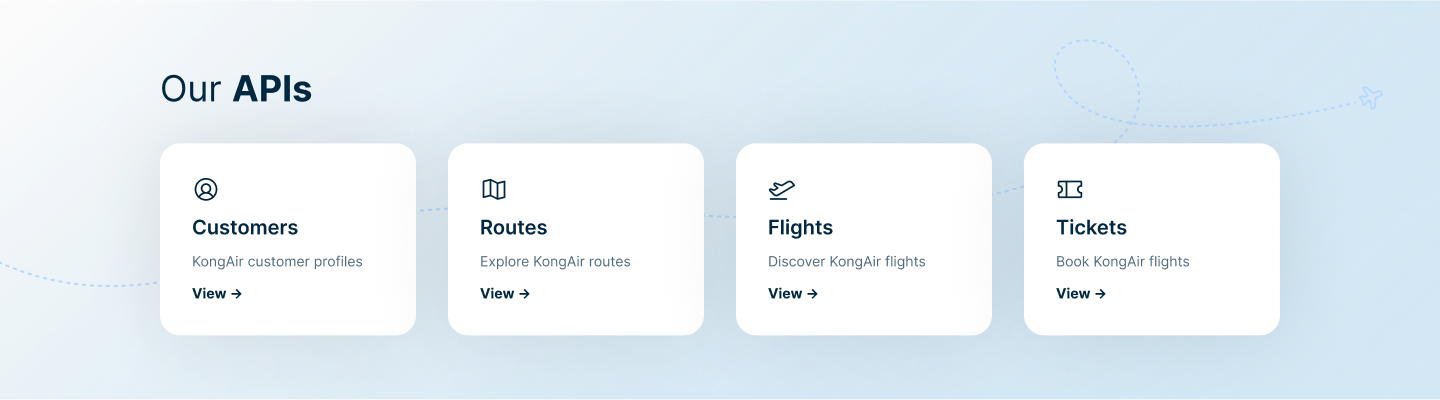 Our APIs
Customers
KongAir customer profiles
View →
Routes
Explore KongAir routes
View →
Flights
Discover KongAir flights
View →
Tickets
Book KongAir flights
View →